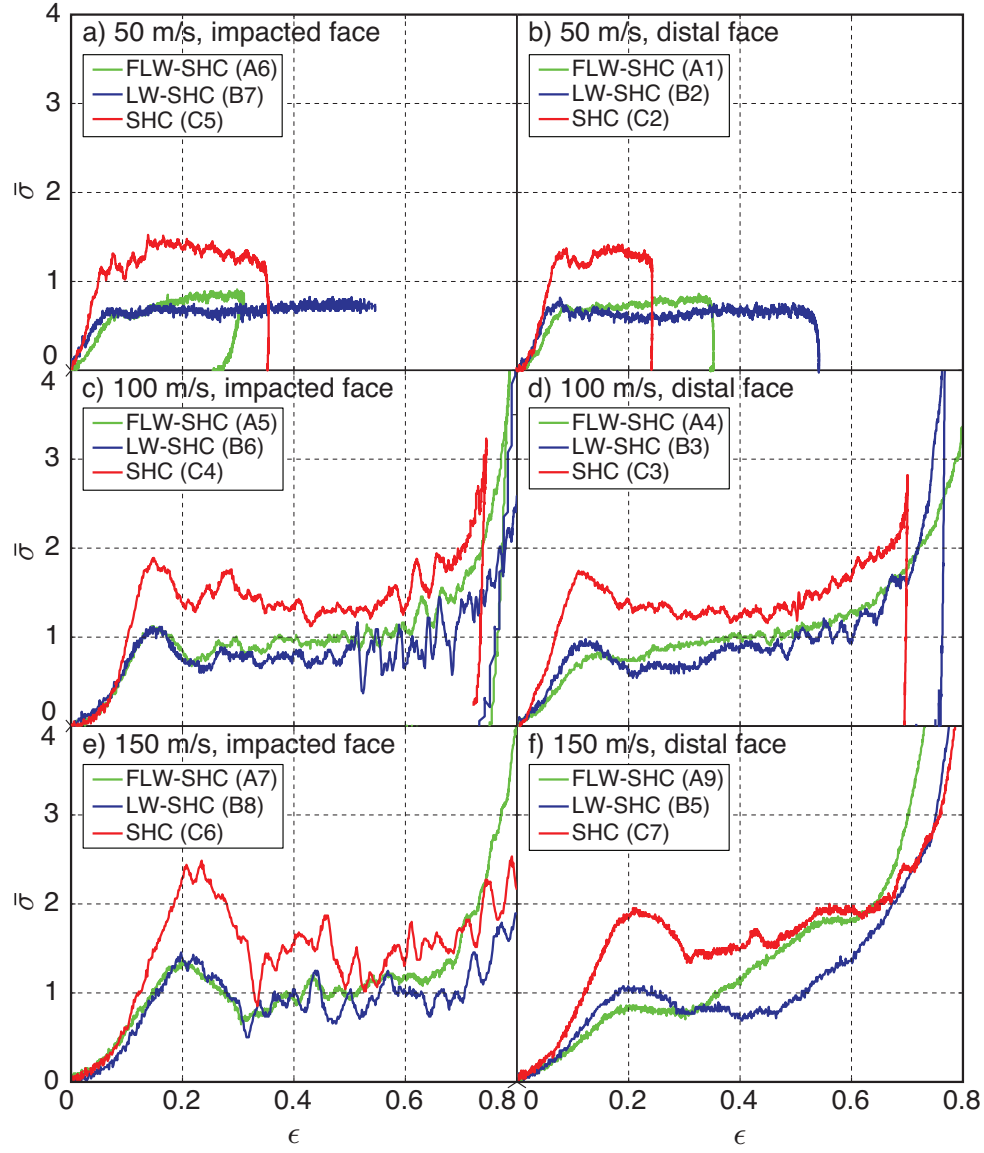 4
a) 50 m/s, impacted face
FLW-SHC (A6)
LW-SHC (B7)
SHC (C5)
3
σ̄
2
1
0
b) 50 m/s, distal face
FLW-SHC (A1)
LW-SHC (B2)
SHC (C2)
4
c) 100 m/s, impacted face
FLW-SHC (A5)
LW-SHC (B6)
SHC (C4)
3
σ̄
2
1
0
d) 100 m/s, distal face
FLW-SHC (A4)
LW-SHC (B3)
SHC (C3)
4
e) 150 m/s, impacted face
FLW-SHC (A7)
LW-SHC (B8)
SHC (C6)
3
σ̄
2
1
0
f) 150 m/s, distal face
FLW-SHC (A9)
LW-SHC (B5)
SHC (C7)
0 0.2 0.4 0.6 0.8 0 0.2 0.4 0.6 0.8
ϵ ϵ